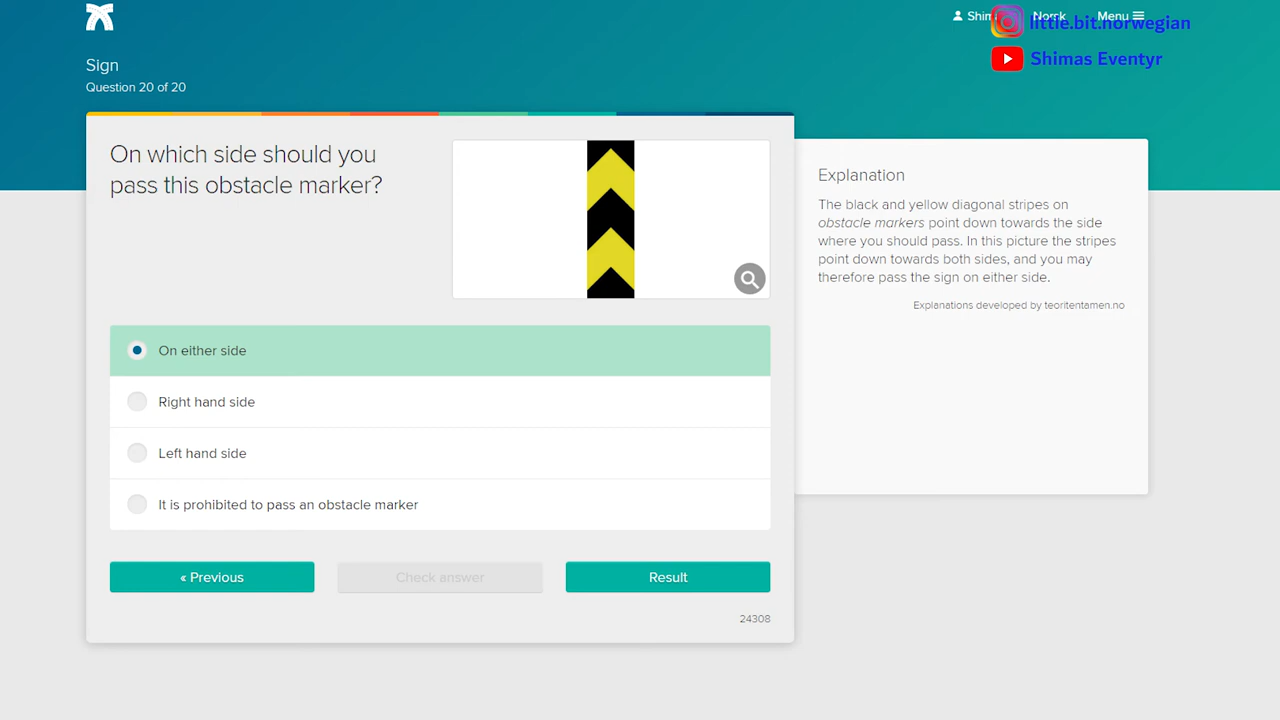 Shim
Norsk
Menu
little.bit.norwegian
Shimas Eventyr
Sign
Question 20 of 20
On which side should you
pass this obstacle marker?
Explanation
The black and yellow diagonal stripes on
obstacle markers point down towards the side
where you should pass. In this picture the stripes
point down towards both sides, and you may
therefore pass the sign on either side.
Explanations developed by teoritentamen.no
On either side
Right hand side
Left hand side
It is prohibited to pass an obstacle marker
« Previous
Check answer
Result
24308